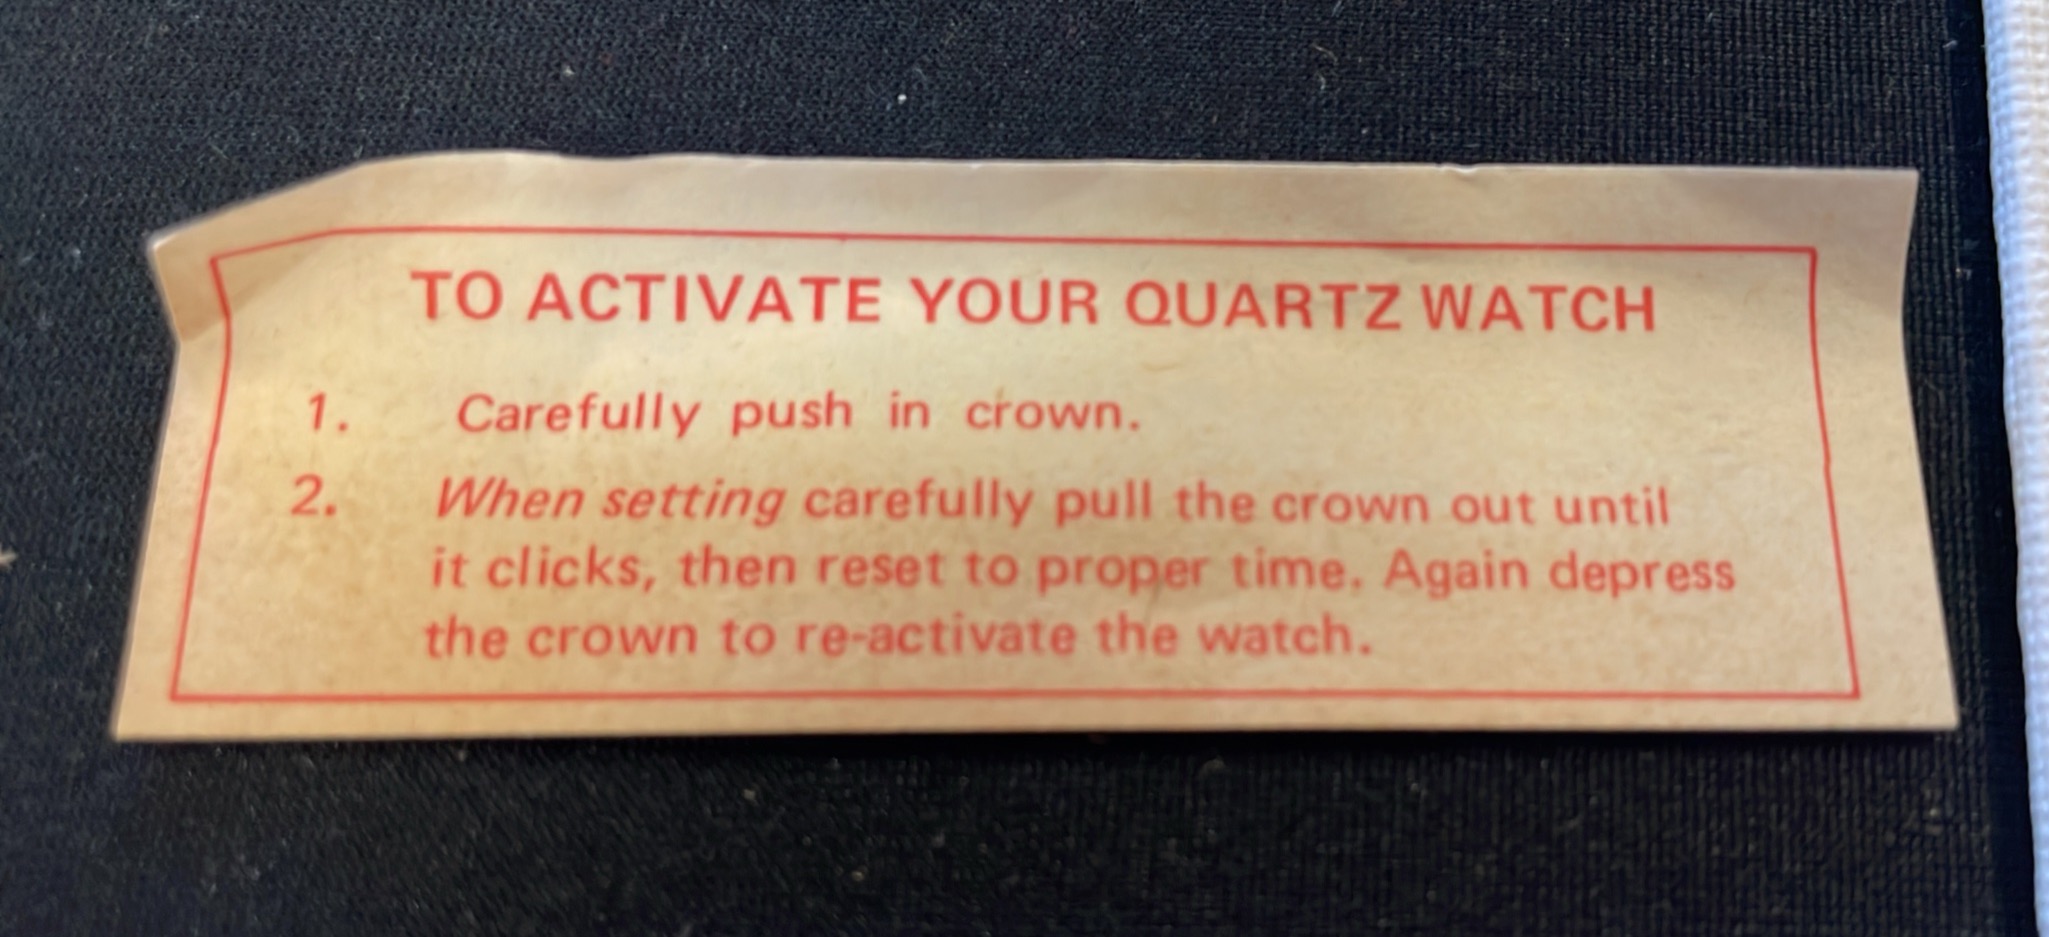 TO ACTIVATE YOUR QUARTZ WATCH
1. Carefully push in crown.
2. When setting carefully pull the crown out until
it clicks, then reset to proper time. Again depress
the crown to re-activate the watch.